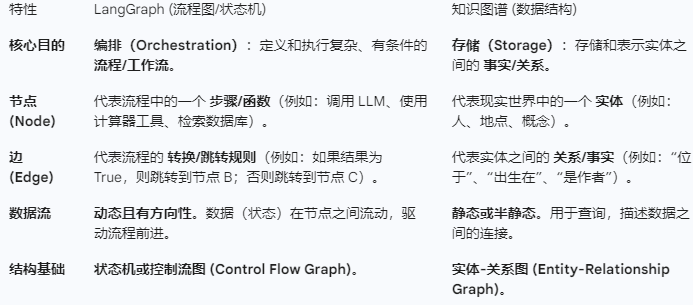 特性 LangGraph (流程图/状态机) 知识图谱 (数据结构)
核心目的 编排（Orchestration）：定义和执行复杂、有条件的 存储（Storage）：存储和表示实体之
流程/工作流。 间的 事实/关系。
节点 代表流程中的一个 步骤/函数（例如：调用 LLM、使用 代表现实世界中的一个 实体（例如：
(Node) 计算器工具、检索数据库）。 人、地点、概念）。
边 代表流程的 转换/跳转规则（例如：如果结果为 代表实体之间的 关系/事实（例如：“位
(Edge) True，则跳转到节点 B；否则跳转到节点 C）。 于”、“出生在”、“是作者”）。
数据流 动态且有方向性。数据（状态）在节点之间流动，驱 静态或半静态。用于查询，描述数据之
动流程前进。 间的连接。
结构基础 状态机或控制流图 (Control Flow Graph)。 实体-关系图 (Entity-Relationship
Graph)。